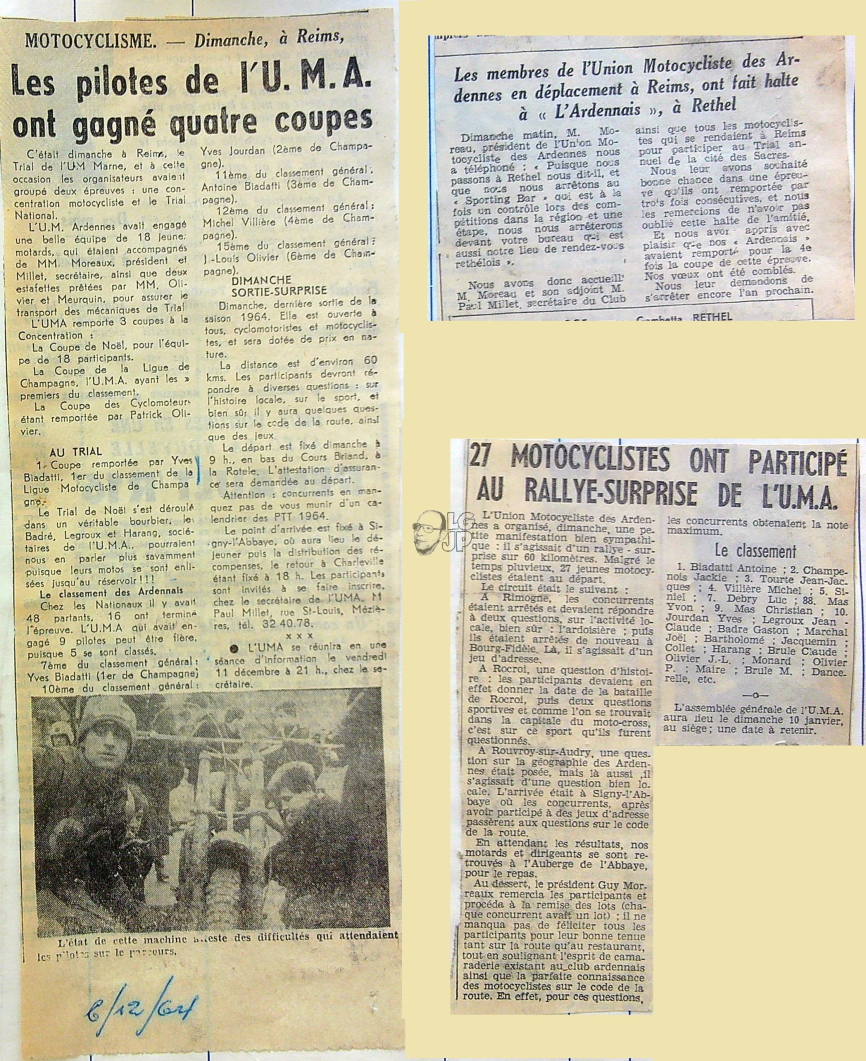 MOTOCYCLISME. — Dimanche, à Reims,
Les pilotes de l'U.M.A.
ont gagné quatre coupes
C'était dimanche à Reims, le
Trial de l'UM Marne, et à cette
occasion les organisateurs avaient
groupé deux épreuves : une con-
centration motocycliste et le Trial
National.
L'U.M. Ardennes avait engagé
une belle équipe de 18 jeunes
motards, qui étaient accompagnés
de MM. Moreaux, président et
Millet, secrétaire, ainsi que deux
estafettes prêtées par MM. Oli-
vier et Meurquin, pour assurer le
transport des mécaniques de Trial
L'UMA remporte 3 coupes à la
Concentration :
La Coupe de Noël, pour l'équi-
pe de 18 participants.
La Coupe de la Ligue de
Champagne, l'U.M.A. ayant les »
premiers du classement.
La Coupe des Cyclomoteurs
étant remportée par Patrick Oli-
vier.
AU TRIAL
1. Coupe remportée par Yves
Biadatti, 1er du classement de la
Ligue Motocycliste de Champa
gne.
Le Trial de Noël s'est déroulé
dans un véritable bourbier, les
Badré, Legroux et Harang, socié-
taires de l'U.M.A., pourraient
nous en parler plus savamment
puisque leurs motos se sont enli-
sées jusqu'au réservoir !!!
Le classement des Ardennais
Chez les Nationaux il y avait
48 partants, 16 ont terminé
l'épreuve. L'U.M.A qui avait en-
gagé 9 pilotes peut être fière,
puisque 5 se sont classés.
7ème du classement général :
Yves Biadatti (1er de Champagne)
10ème du classement général :
Yves Jourdan (2ème de Champa-
gne).
11ème du classement général :
Antoine Biadatti (3ème de Cham-
pagne).
12ème du classement général :
Michel Villière (4ème de Cham-
pagne).
15ème du classement général :
J.-Louis Olivier (6ème de Cham-
pagne).
DIMANCHE
SORTIE-SURPRISE
Dimanche, dernière sortie de la
saison 1964. Elle est ouverte à
tous, cyclomotoristes et motocyclis-
tes, et sera dotée de prix en na-
ture.
La distance est d'environ 60
kms. Les participants devront ré-
pondre à diverses questions : sur
l'histoire locale, sur le sport, et
bien sûr il y aura quelques ques-
tions sur le code de la route, ainsi
que des jeux.
Le départ est fixé dimanche à
9 h., en bas du Cours Briand, à
la Rotele. L'attestation d'assuran-
ce sera demandée au départ.
Attention : concurrents en man-
quez pas de vous munir d'un ca-
lendrier des PTT 1964.
Le point d'arrivée est fixé à Si-
gny-l'Abbaye, où aura lieu le dé-
jeuner puis la distribution des ré-
compenses, le retour à Charleville
étant fixé à 18 h. Les participants
sont invités à se faire inscrire,
chez le secrétaire de l'UMA, M
Paul Millet, rue St-Louis, Méziè-
res, tél. 32.40.78.
x x x
● L'UMA se réunira en une
séance d'information le vendredi
11 décembre à 21 h., chez le se-
crétaire.
L'état de cette machine atteste des difficultés qui attendaient
les pilotes sur le parcours.
6/12/64
Les membres de l'Union Motocycliste des Ar-
dennes en déplacement à Reims, ont fait halte
à « L'Ardennais », à Rethel
Dimanche matin, M. Mo-
reau, président de l'Union Mo-
tocycliste des Ardennes nous
a téléphoné : « Puisque nous
passons à Rethel nous dit-il, et
que nous nous arrêtons au
« Sporting Bar » qui est à la
fois un contrôle lors des com-
pétitions dans la région et une
étape, nous nous arrêterons
devant votre bureau qui est
aussi notre lieu de rendez-vous
rethélois ».
Nous avons donc accueilli
M. Moreau et son adjoint M.
Paul Millet, secrétaire du Club
ainsi que tous les motocyclis-
tes qui se rendaient à Reims
pour participer au Trial an-
nuel de la cité des Sacres.
Nous leur avons souhaité
bonne chance dans une épreu-
ve qu'ils ont remportée par
trois fois consécutives, et nous
les remercions de n'avoir pas
oublié cette halte de l'amitié.
Et nous avons appris avec
plaisir que nos « Ardennais »
avaient remporté pour la 4e
fois la coupe de cette épreuve.
Nos vœux ont été comblés.
Nous leur demandons de
s'arrêter encore l'an prochain.
Gambetta RETHEL
27 MOTOCYCLISTES ONT PARTICIPÉ
AU RALLYE-SURPRISE DE L'U.M.A.
L'Union Motocycliste des Arden-
nes a organisé, dimanche, une pe-
tite manifestation bien sympathi-
que : il s'agissait d'un rallye - sur-
prise sur 60 kilomètres. Malgré le
temps pluvieux, 27 jeunes motocy-
clistes étaient au départ.
Le circuit était le suivant :
A Rimogne, les concurrents
étaient arrêtés et devaient répondre
à deux questions, sur l'activité loca-
le, bien sûr : l'ardoisière ; puis
ils étaient arrêtés de nouveau à
Bourg-Fidèle. Là, il s'agissait d'un
jeu d'adresse.
A Rocroi, une question d'histoi-
re : les participants devaient en
effet donner la date de la bataille
de Rocroi, puis deux questions
sportives et comme l'on se trouvait
dans la capitale du moto-cross,
c'est sur ce sport qu'ils furent
questionnés.
A Rouvroy-sur-Audry, une ques-
tion sur la géographie des Arden-
nes était posée, mais là aussi ,il
s'agissait d'une question bien lo-
cale. L'arrivée était à Signy-l'Ab-
baye où les concurrents, après
avoir participé à des jeux d'adresse
passèrent aux questions sur le code
de la route.
En attendant les résultats, nos
motards et dirigeants se sont re-
trouvés à l'Auberge de l'Abbaye,
pour le repas.
Au dessert, le président Guy Mor-
reaux remercia les participants et
procéda à la remise des lots (cha-
que concurrent avait un lot) ; il ne
manqua pas de féliciter tous les
participants pour leur bonne tenue
tant sur la route qu'au restaurant,
tout en soulignant l'esprit de cama-
raderie existant au club ardennais
ainsi que la parfaite connaissance
des motocyclistes sur le code de la
route. En effet, pour ces questions,
les concurrents obtenaient la note
maximum.
Le classement
1. Biadatti Antoine ; 2. Champe-
nois Jackie ; 3. Tourte Jean-Jac-
ques ; 4. Villière Michel ; 5. Si-
niel ; 7. Debry Luc ; 88. Mas
Yvon ; 9. Mas Christian ; 10.
Jourdan Yves ; Legroux Jean -
Claude ; Badre Gaston ; Marchal
Joël ; Bartholomé ; Jacquemin ;
Collet ; Harang ; Brule Claude ;
Olivier J.-L. ; Monard ; Olivier
P. ; Maire ; Brule M. ; Dance-
relle, etc.
—o—
L'assemblée générale de l'U.M.A.
aura lieu le dimanche 10 janvier,
au siège ; une date à retenir.
LG
JP